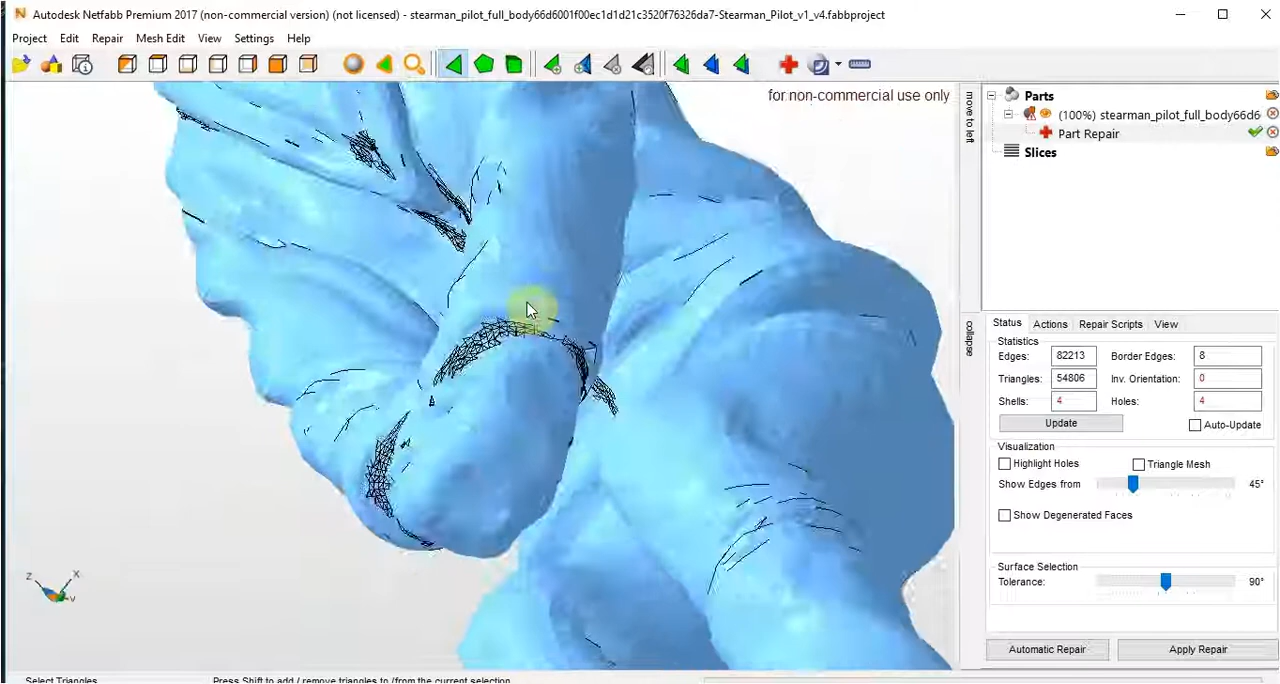 Autodesk Netfabb Premium 2017 (non-commercial version) (not licensed) - stearman_pilot_full_body66d6001f00ec1d1d21c3520f76326da7-Stearman_Pilot_v1_v4.fabbproject
Project Edit Repair Mesh Edit View Settings Help
for non-commercial use only
move to left
Parts
(100%) stearman_pilot_full_body66d6
Part Repair
Slices
collapse
Status Actions Repair Scripts View
Statistics
Edges: 82213 Border Edges: 8
Triangles: 54806 Inv. Orientation: 0
Shells: 4 Holes: 4
Update Auto-Update
Visualization
Highlight Holes Triangle Mesh
Show Edges from 45°
Show Degenerated Faces
Surface Selection
Tolerance: 90°
Z X Y
Automatic Repair Apply Repair
Select Triangles Press Shift to add / remove triangles to /from the current selection